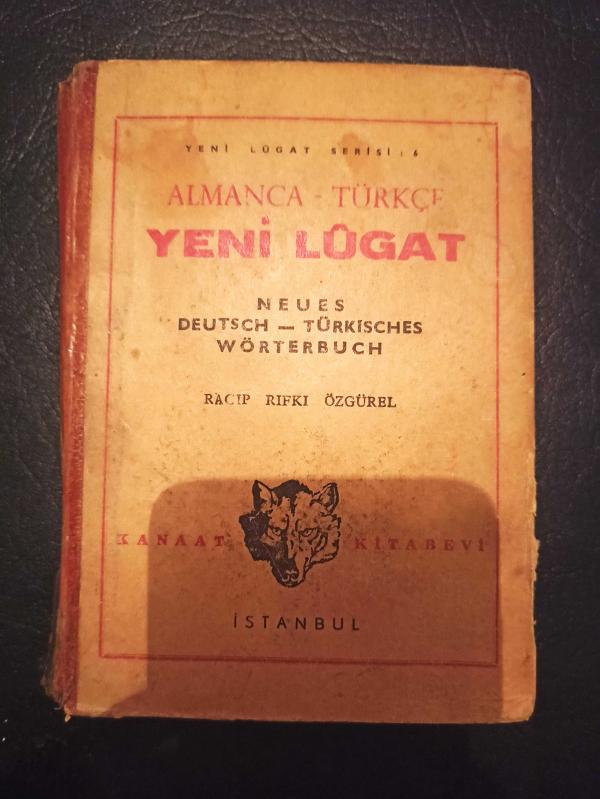 YENİ LÛGAT SERİSİ : 6
ALMANCA - TÜRKÇE
YENİ LÛGAT
NEUES
DEUTSCH — TÜRKISCHES
WÖRTERBUCH
RACİP RIFKI ÖZGÜREL
KANAAT KİTABEVİ
İSTANBUL